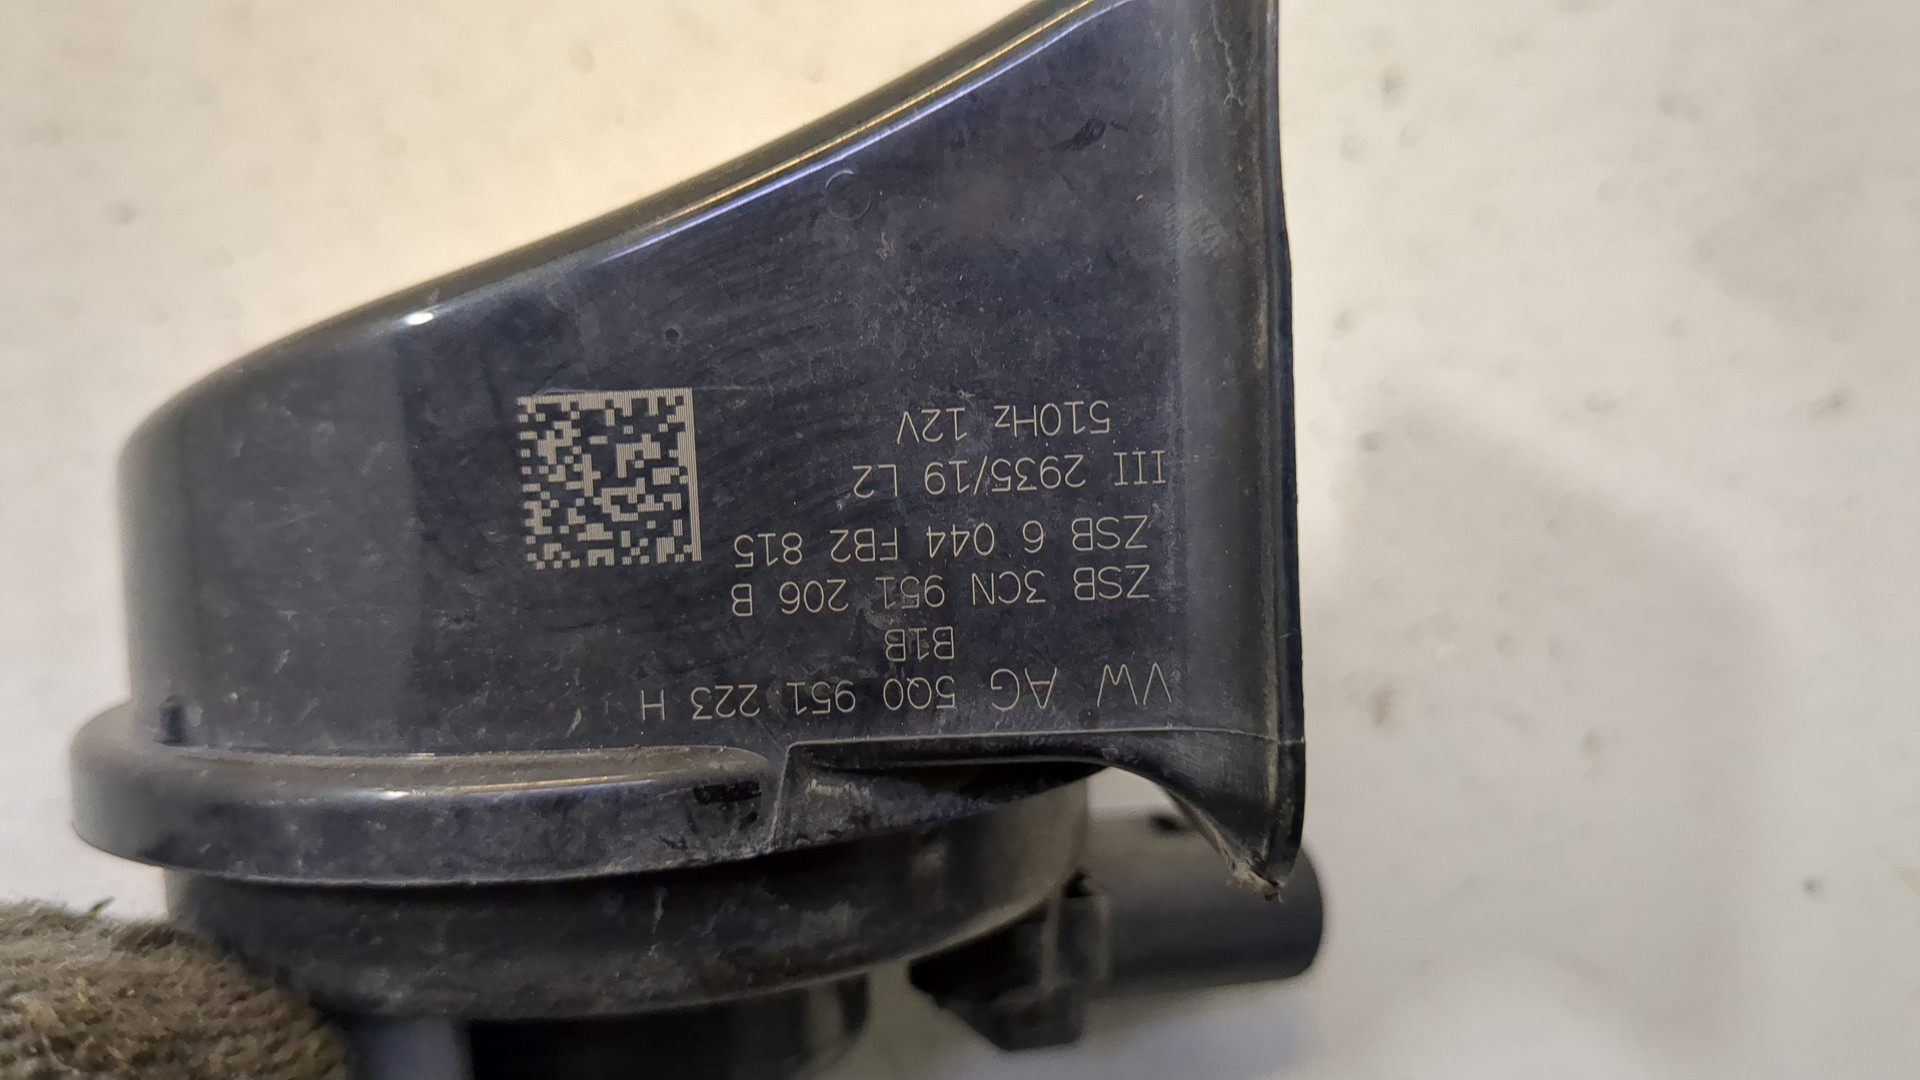 VW AG 5Q0 951 223 H
B1B
ZSB 3CN 951 206 B
ZSB 6 044 FB2 815
III 2935/19 L2
510Hz 12V